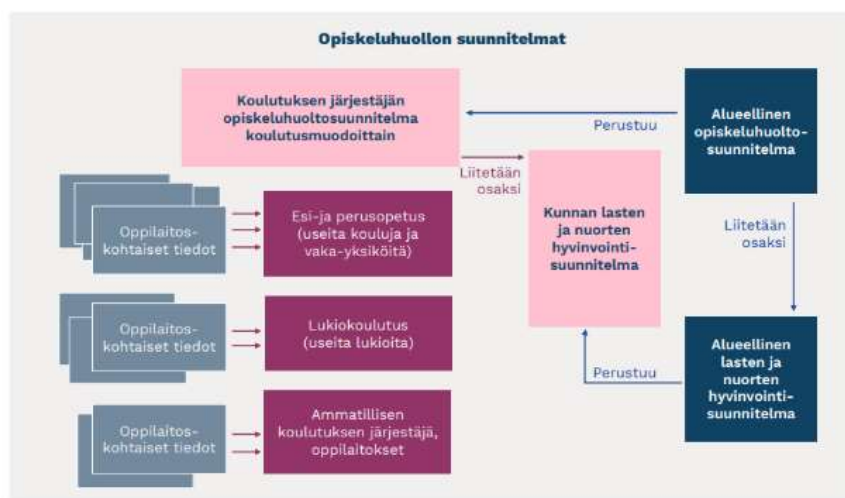 Opiskeluhuollon suunnitelmat
Koulutuksen järjestäjän
opiskeluhuoltosuunnitelma
koulutusmuodoittain
Perustuu
Alueellinen
opiskeluhuolto-
suunnitelma
Liitetään
osaksi
Kunnan lasten
ja nuorten
hyvinvointi-
suunnitelma
Liitetään
osaksi
Oppilaitos-
kohtaiset tiedot
Esi-ja perusopetus
(useita kouluja ja
vaka-yksiköitä)
Oppilaitos-
kohtaiset tiedot
Lukiokoulutus
(useita lukioita)
Perustuu
Alueellinen
lasten ja
nuorten
hyvinvointi-
suunnitelma
Oppilaitos-
kohtaiset tiedot
Ammatillisen
koulutuksen järjestäjä,
oppilaitokset